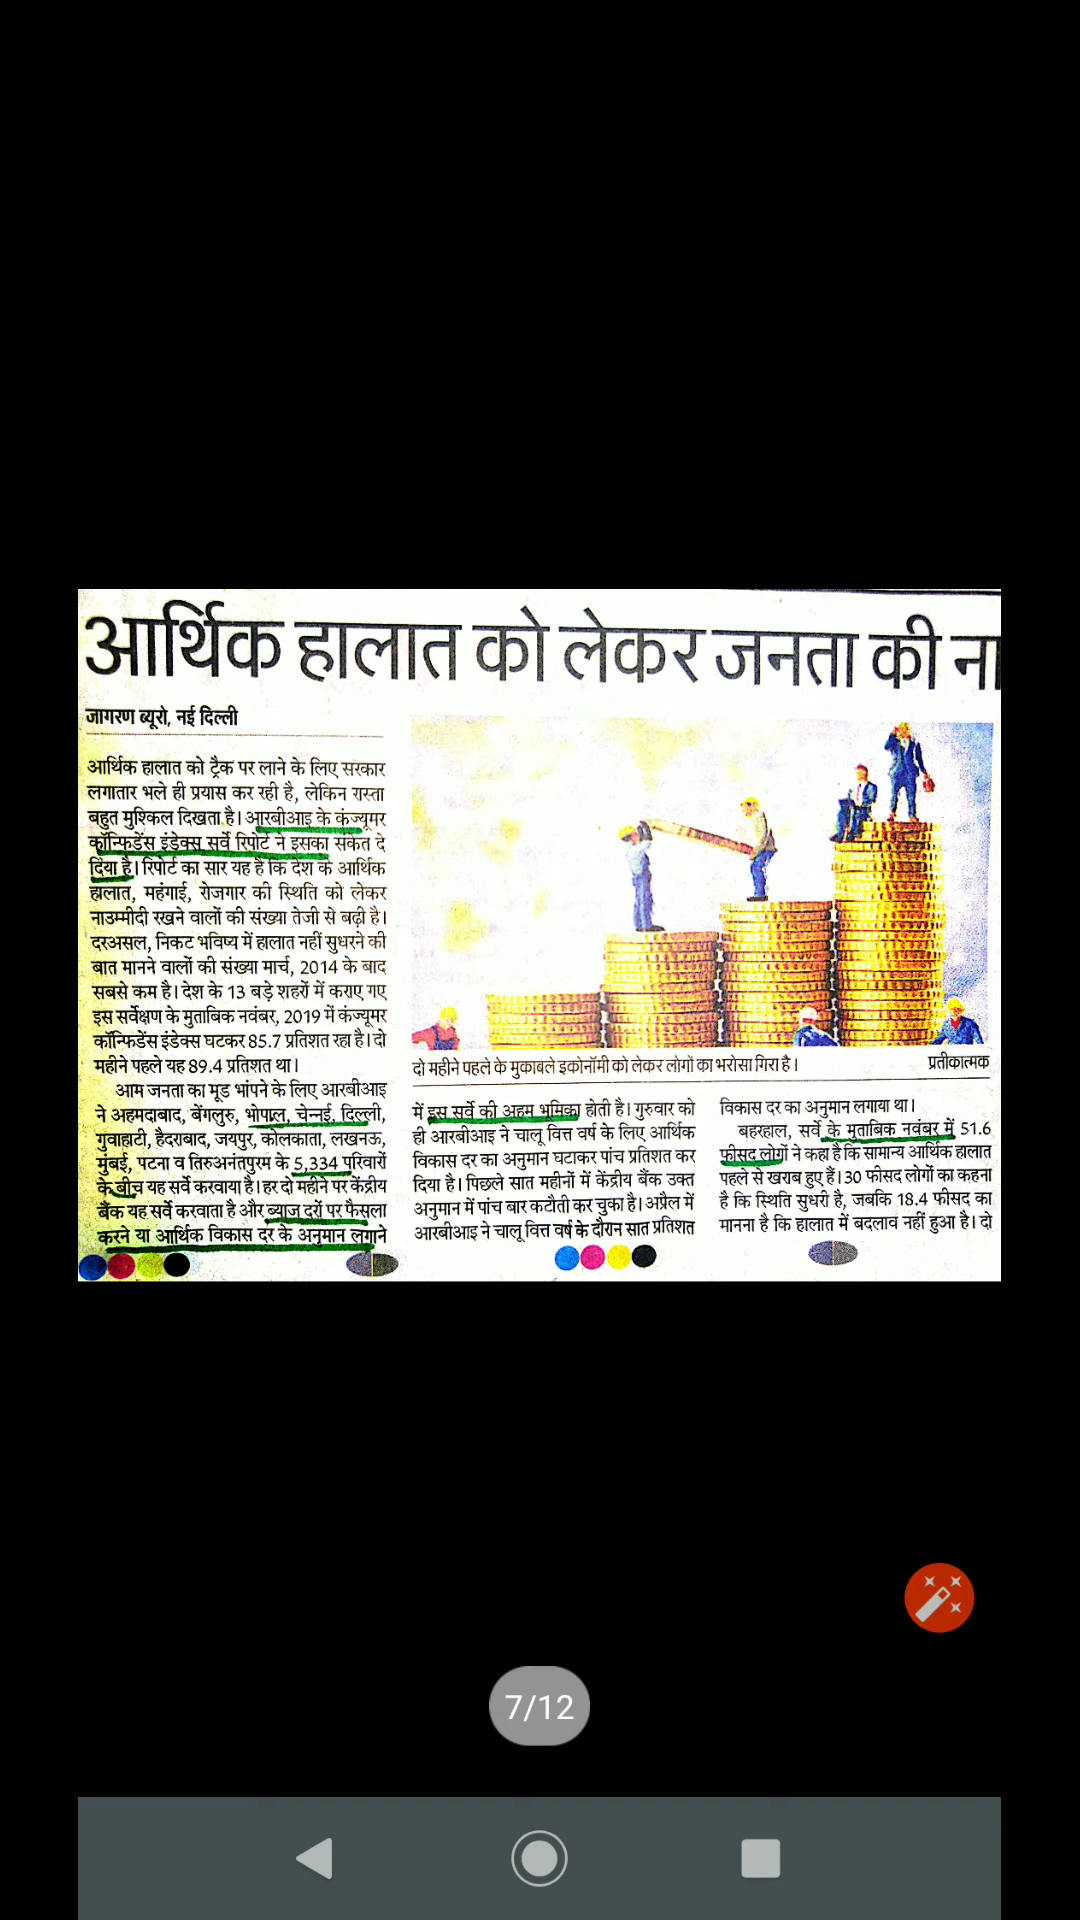 आर्थिक हालात को लेकर जनता की ना
जागरण ब्यूरो, नई दिल्ली
आर्थिक हालात को ट्रैक पर लाने के लिए सरकार
लगातार भले ही प्रयास कर रही है, लेकिन रास्ता
बहुत मुश्किल दिखता है। आरबीआइ के कंज्यूमर
कॉन्फिडेंस इंडेक्स सर्वे रिपोर्ट ने इसका संकेत दे
दिया है। रिपोर्ट का सार यह है कि देश के आर्थिक
हालात, महंगाई, रोजगार की स्थिति को लेकर
नाउम्मीदी रखने वालों की संख्या तेजी से बढ़ी है।
दरअसल, निकट भविष्य में हालात नहीं सुधरने की
बात मानने वालों की संख्या मार्च, 2014 के बाद
सबसे कम है। देश के 13 बड़े शहरों में कराए गए
इस सर्वेक्षण के मुताबिक नवंबर, 2019 में कंज्यूमर
कॉन्फिडेंस इंडेक्स घटकर 85.7 प्रतिशत रहा है। दो
महीने पहले यह 89.4 प्रतिशत था।
आम जनता का मूड भांपने के लिए आरबीआइ
ने अहमदाबाद, बेंगलुरु, भोपाल, चेन्नई, दिल्ली,
गुवाहाटी, हैदराबाद, जयपुर, कोलकाता, लखनऊ,
मुंबई, पटना व तिरुअनंतपुरम के 5,334 परिवारों
के बीच यह सर्वे करवाया है। हर दो महीने पर केंद्रीय
बैंक यह सर्वे करवाता है और ब्याज दरों पर फैसला
करने या आर्थिक विकास दर के अनुमान लगाने
दो महीने पहले के मुकाबले इकोनॉमी को लेकर लोगों का भरोसा गिरा है।
प्रतीकात्मक
में इस सर्वे की अहम भूमिका होती है। गुरुवार को
ही आरबीआइ ने चालू वित्त वर्ष के लिए आर्थिक
विकास दर का अनुमान घटाकर पांच प्रतिशत कर
दिया है। पिछले सात महीनों में केंद्रीय बैंक उक्त
अनुमान में पांच बार कटौती कर चुका है। अप्रैल में
आरबीआइ ने चालू वित्त वर्ष के दौरान सात प्रतिशत
विकास दर का अनुमान लगाया था।
बहरहाल, सर्वे के मुताबिक नवंबर में 51.6
फीसद लोगों ने कहा है कि सामान्य आर्थिक हालात
पहले से खराब हुए हैं। 30 फीसद लोगों का कहना
है कि स्थिति सुधरी है, जबकि 18.4 फीसद का
मानना है कि हालात में बदलाव नहीं हुआ है। दो
7/12